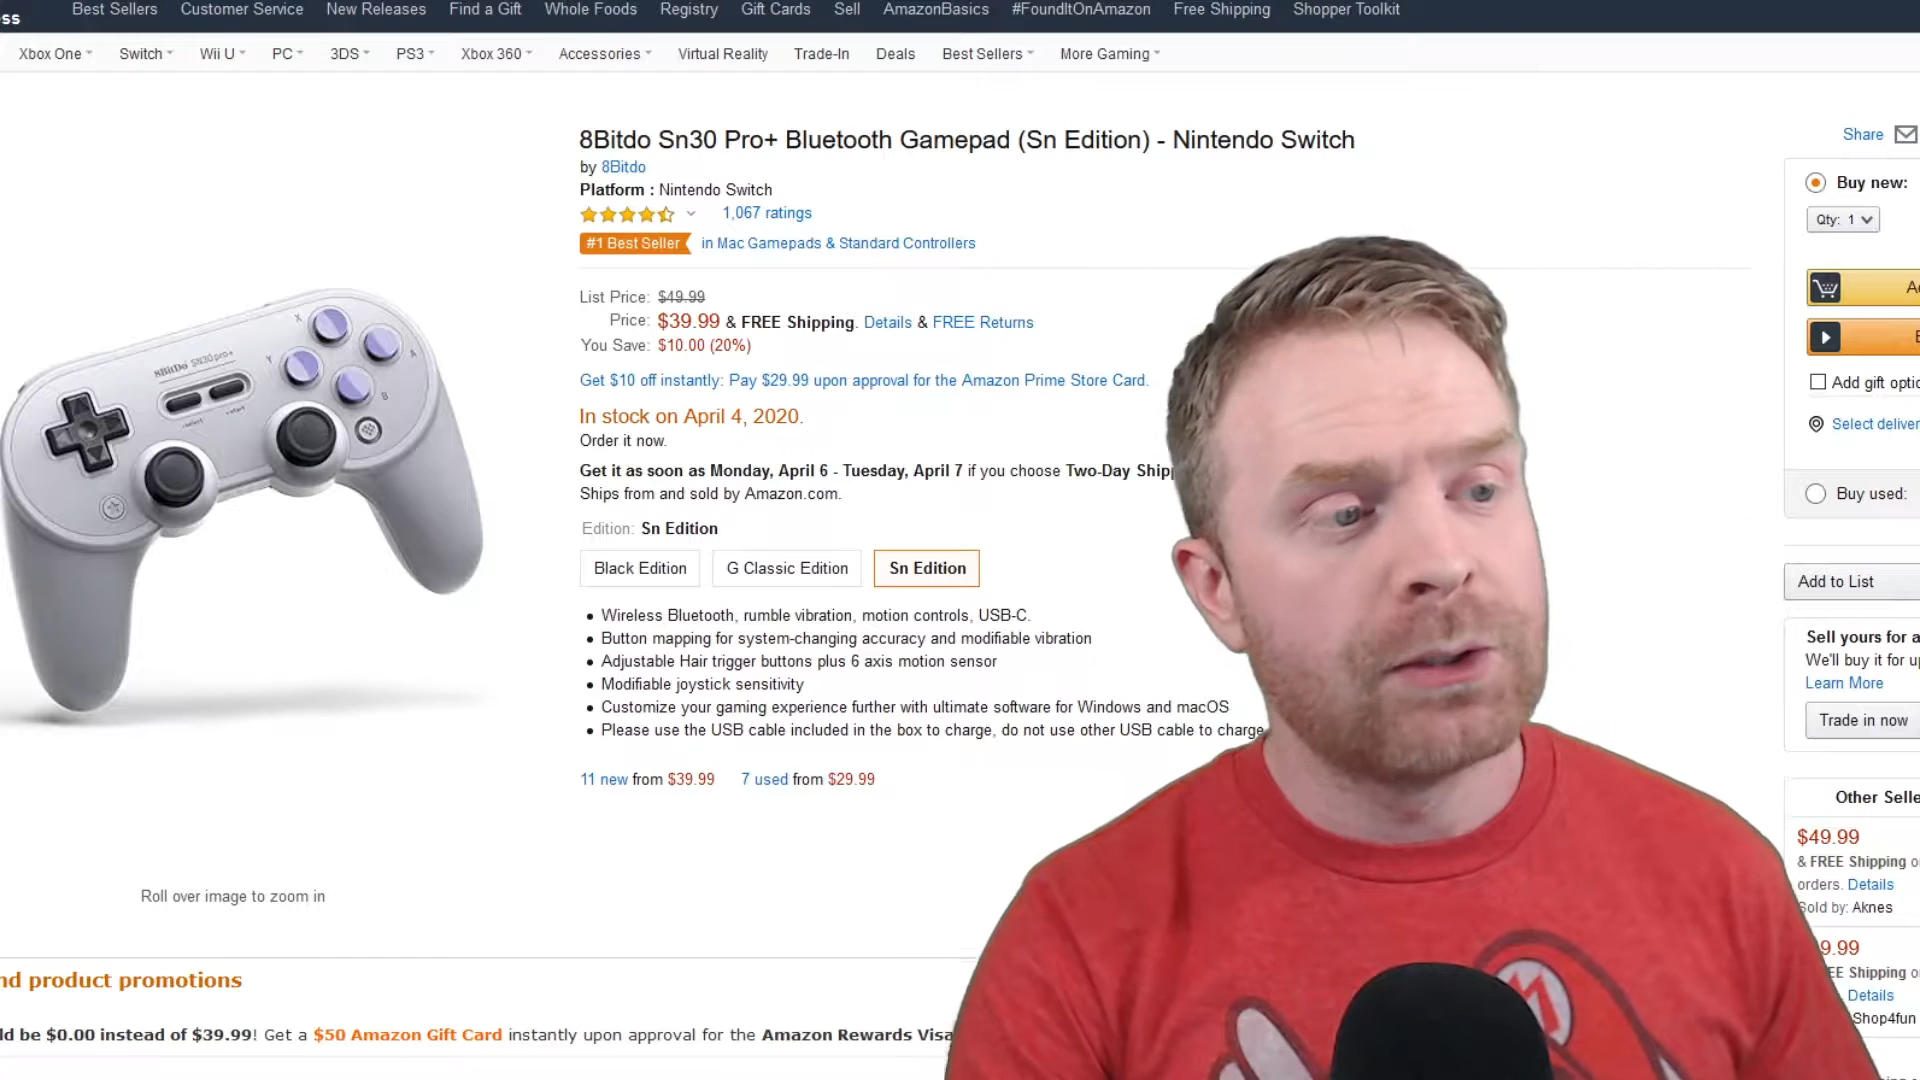 ss
Best Sellers Customer Service New Releases Find a Gift Whole Foods Registry Gift Cards Sell AmazonBasics #FoundItOnAmazon Free Shipping Shopper Toolkit
Xbox One Switch Wii U PC 3DS PS3 Xbox 360 Accessories Virtual Reality Trade-In Deals Best Sellers More Gaming
8Bitdo Sn30 Pro+ Bluetooth Gamepad (Sn Edition) - Nintendo Switch
by 8Bitdo
Platform : Nintendo Switch
1,067 ratings
#1 Best Seller in Mac Gamepads & Standard Controllers
List Price: $49.99
Price: $39.99 & FREE Shipping. Details & FREE Returns
You Save: $10.00 (20%)
Get $10 off instantly: Pay $29.99 upon approval for the Amazon Prime Store Card.
In stock on April 4, 2020.
Order it now.
Get it as soon as Monday, April 6 - Tuesday, April 7 if you choose Two-Day Ship
Ships from and sold by Amazon.com.
Edition: Sn Edition
Black Edition G Classic Edition Sn Edition
• Wireless Bluetooth, rumble vibration, motion controls, USB-C.
• Button mapping for system-changing accuracy and modifiable vibration
• Adjustable Hair trigger buttons plus 6 axis motion sensor
• Modifiable joystick sensitivity
• Customize your gaming experience further with ultimate software for Windows and macOS
• Please use the USB cable included in the box to charge, do not use other USB cable to charge
11 new from $39.99 7 used from $29.99
8BitDo SN30pro+
X
A
Y
B
-select
-start
Roll over image to zoom in
nd product promotions
ld be $0.00 instead of $39.99! Get a $50 Amazon Gift Card instantly upon approval for the Amazon Rewards Visa
M
Share
Buy new:
Qty: 1
Add gift optio
Select deliver
Buy used:
Add to List
Sell yours for a
We'll buy it for up
Learn More
Trade in now
Other Selle
$49.99
& FREE Shipping o
orders. Details
Sold by: Aknes
9.99
EE Shipping o
Details
Shop4fun